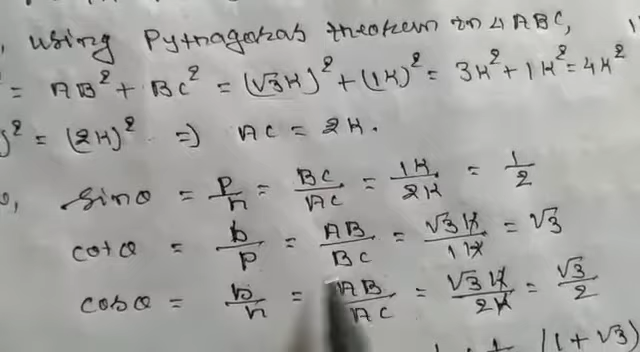 using Pythagoras theorem in △ABC,
= AB² + BC² = (√3K)² + (1K)² = 3K² + 1K² = 4K²
)² = (2K)² ⇒ AC = 2K.
sinθ = P/h = BC/AC = 1K/2K = 1/2
cotθ = b/P = AB/BC = √3K/1K = √3
cosθ = b/h = AB/AC = √3K/2K = √3/2
(1 + √3)